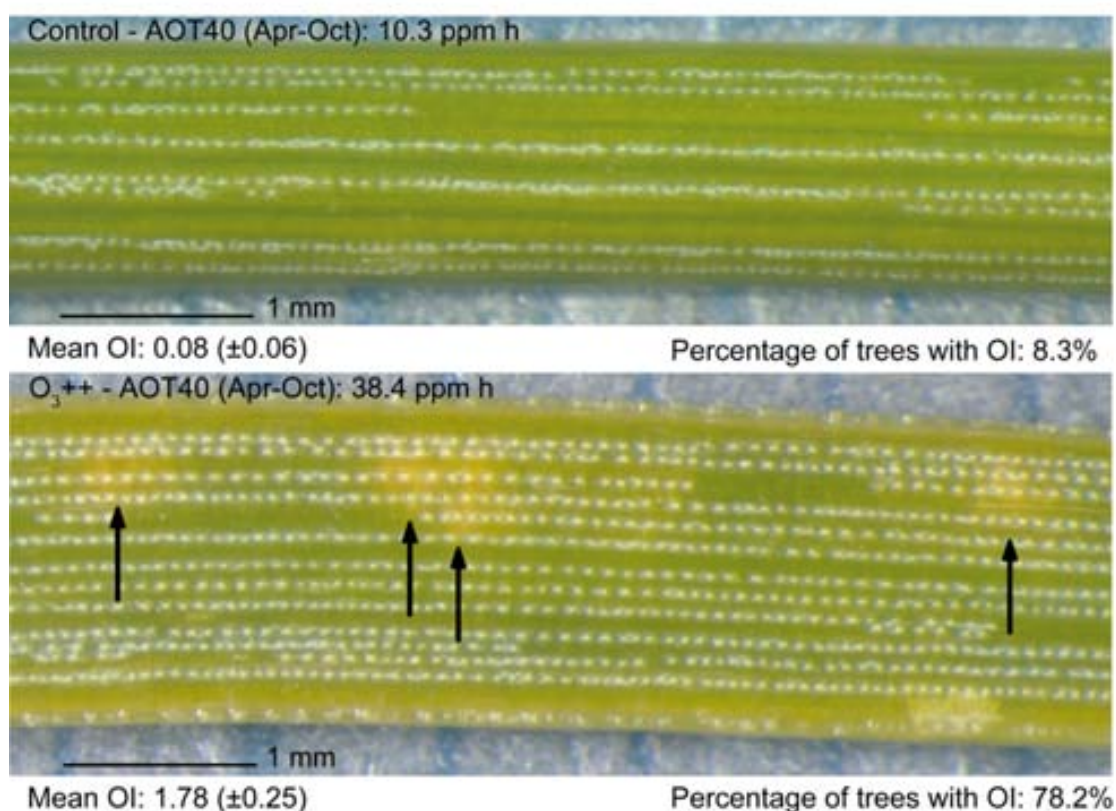 Control - AOT40 (Apr-Oct): 10.3 ppm h
1 mm
Mean OI: 0.08 (±0.06) Percentage of trees with OI: 8.3%
O₃++ - AOT40 (Apr-Oct): 38.4 ppm h
1 mm
Mean OI: 1.78 (±0.25) Percentage of trees with OI: 78.2%